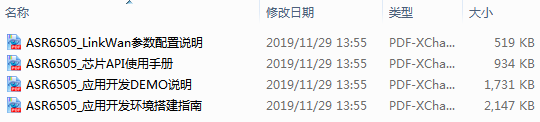 名称 修改日期 类型 大小
ASR6505_LinkWan参数配置说明 2019/11/29 13:55 PDF-XCha... 519 KB
ASR6505_芯片API使用手册 2019/11/29 13:55 PDF-XCha... 934 KB
ASR6505_应用开发DEMO说明 2019/11/29 13:55 PDF-XCha... 1,731 KB
ASR6505_应用开发环境搭建指南 2019/11/29 13:55 PDF-XCha... 2,147 KB